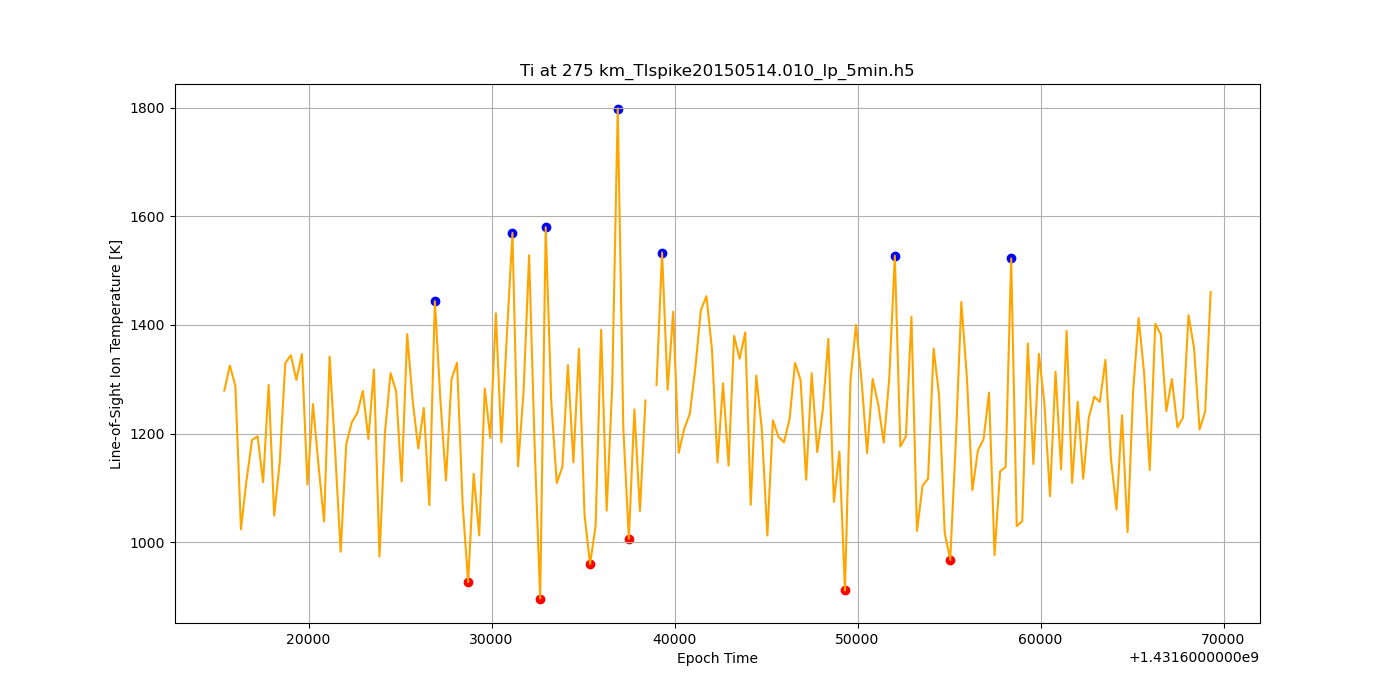 Ti at 275 km_TIspike20150514.010_lp_5min.h5
Line-of-Sight Ion Temperature [K]
1800
1600
1400
1200
1000
20000 30000 40000 50000 60000 70000
Epoch Time
+1.4316000000e9